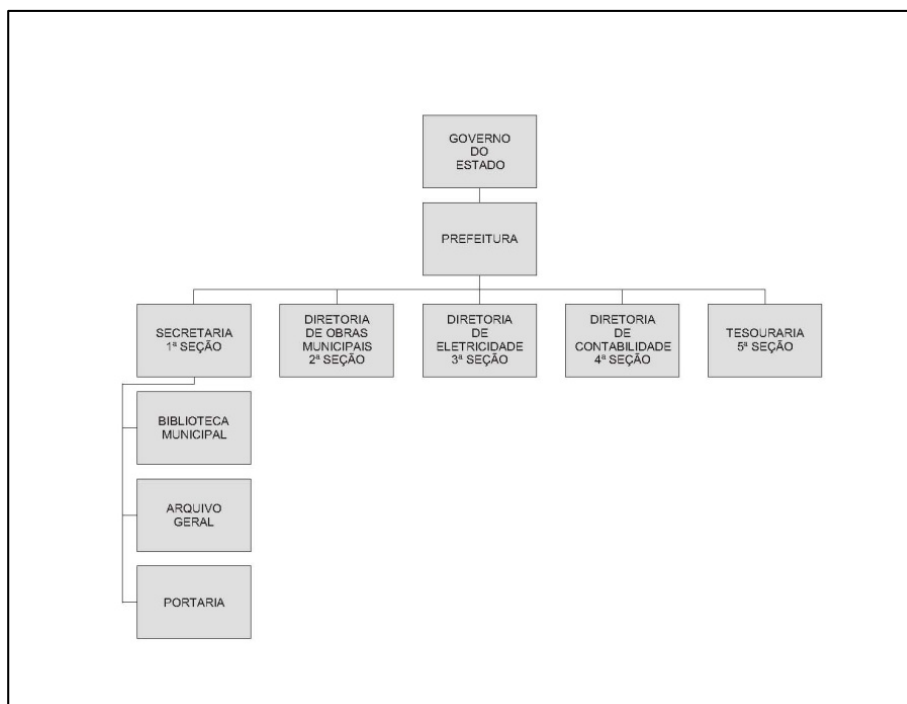 GOVERNO
DO
ESTADO
PREFEITURA
SECRETARIA
1ª SEÇÃO
DIRETORIA
DE OBRAS
MUNICIPAIS
2ª SEÇÃO
DIRETORIA
DE
ELETRICIDADE
3ª SEÇÃO
DIRETORIA
DE
CONTABILIDADE
4ª SEÇÃO
TESOURARIA
5ª SEÇÃO
BIBLIOTECA
MUNICIPAL
ARQUIVO
GERAL
PORTARIA